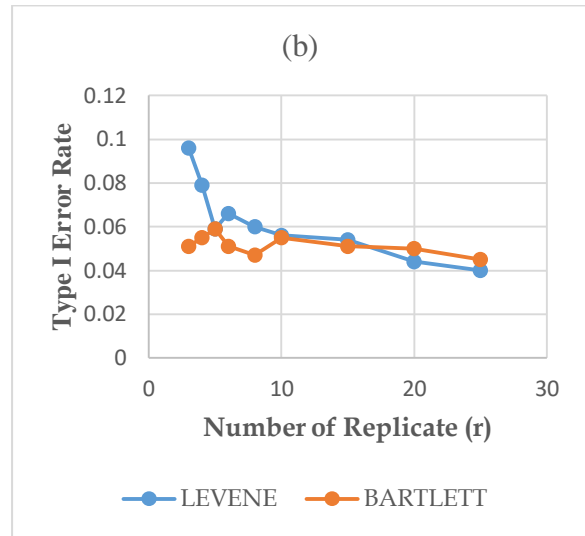 (b)
Type I Error Rate
0.12
0.1
0.08
0.06
0.04
0.02
0
0
10
20
30
Number of Replicate (r)
LEVENE
BARTLETT